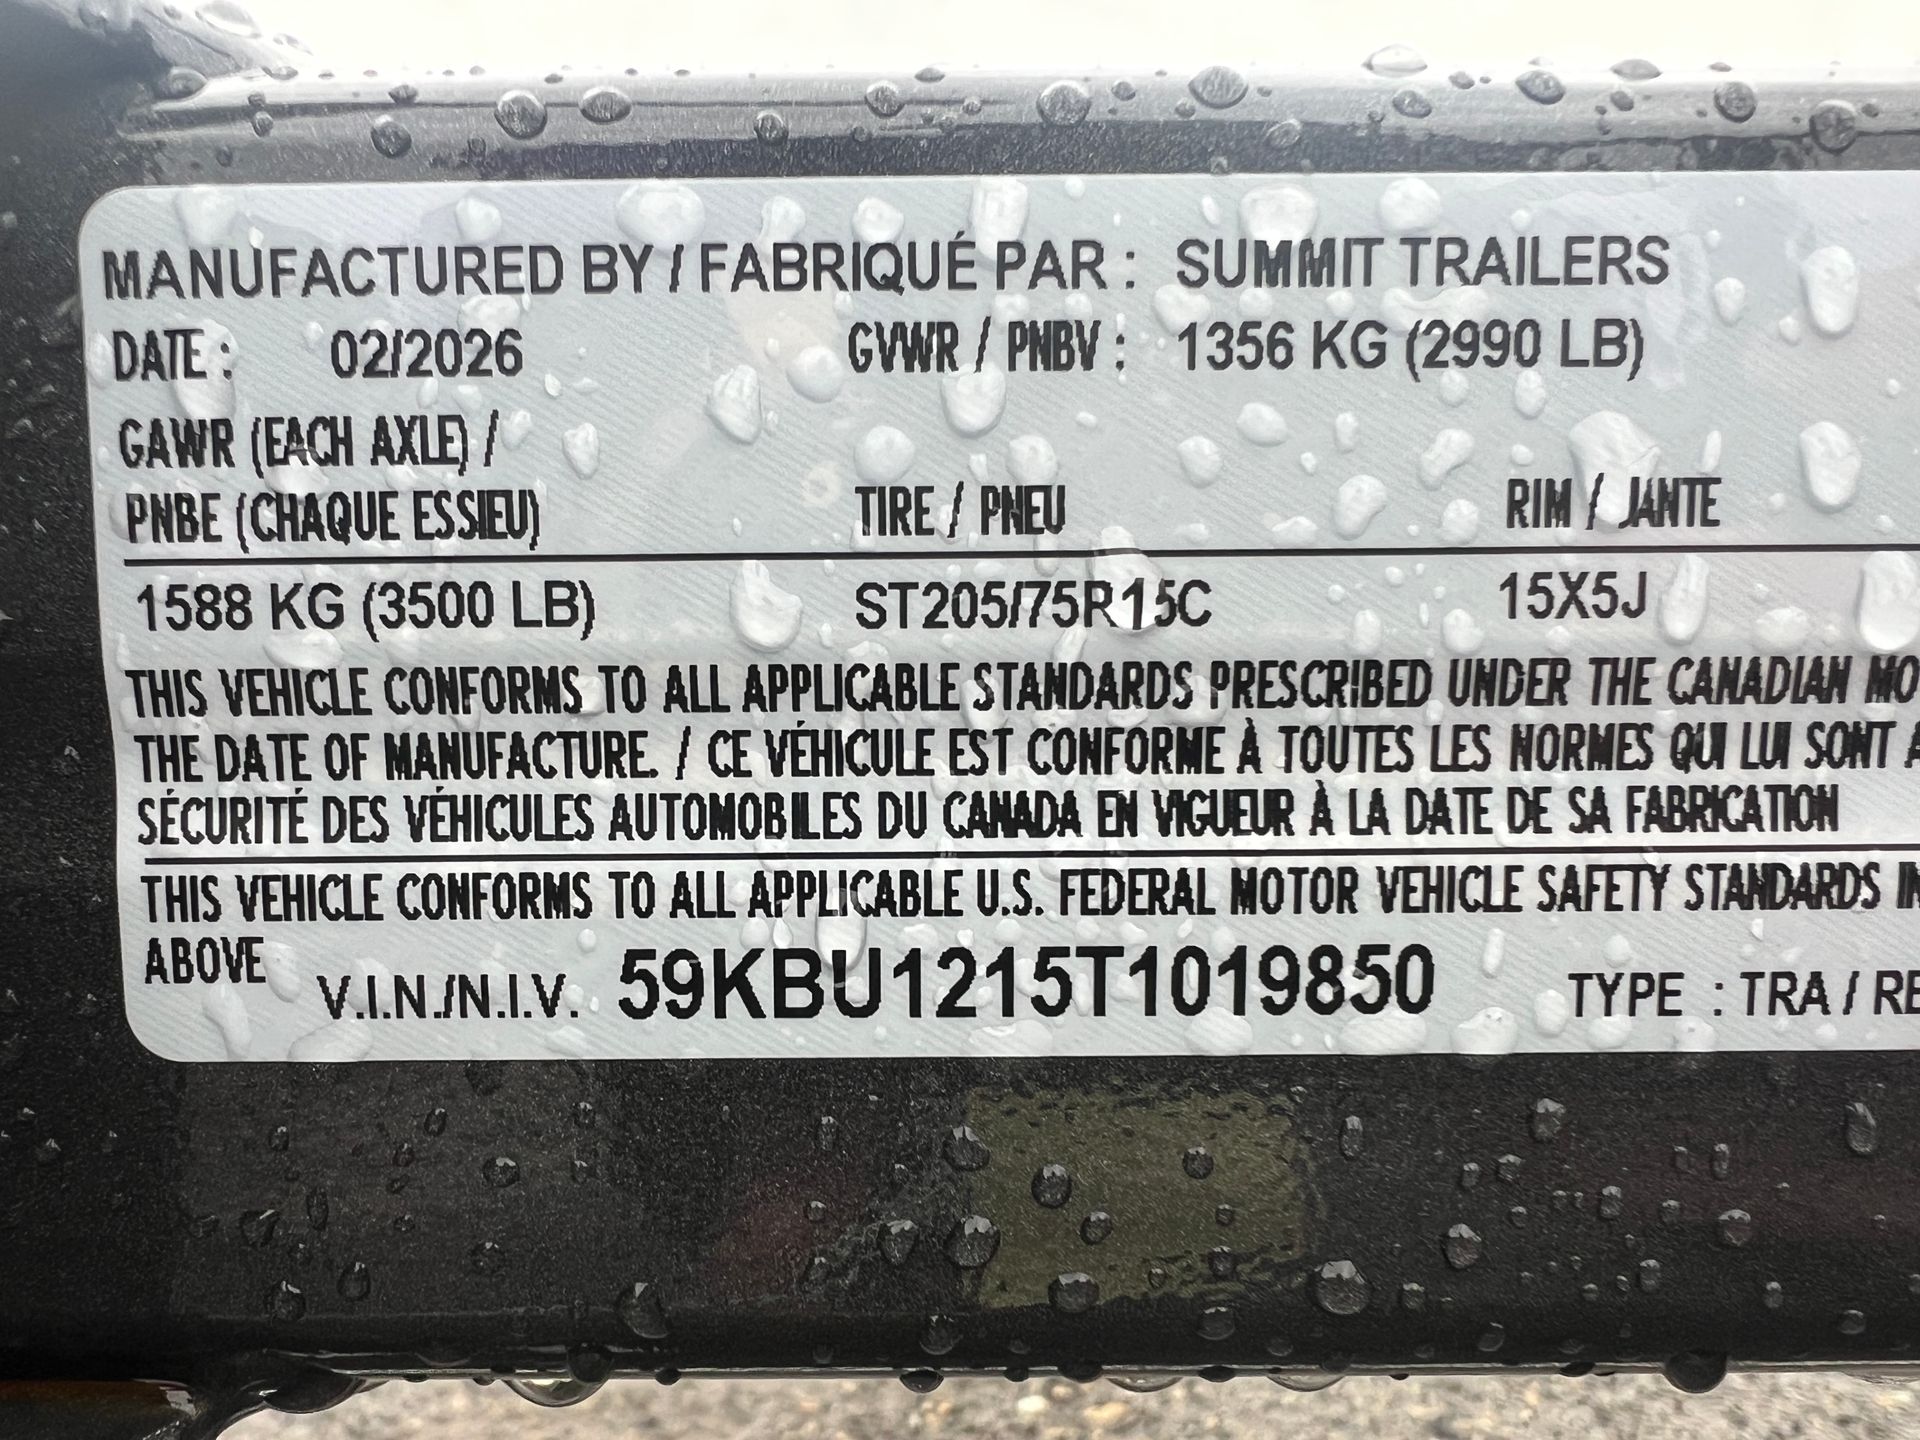 MANUFACTURED BY / FABRIQUÉ PAR : SUMMIT TRAILERS
DATE : 02/2026 GVWR / PNBV : 1356 KG (2990 LB)
GAWR (EACH AXLE) /
PNBE (CHAQUE ESSIEU) TIRE / PNEU RIM / JANTE
1588 KG (3500 LB) ST205/75R15C 15X5J
THIS VEHICLE CONFORMS TO ALL APPLICABLE STANDARDS PRESCRIBED UNDER THE CANADIAN MO
THE DATE OF MANUFACTURE. / CE VÉHICULE EST CONFORME À TOUTES LES NORMES QUI LUI SONT A
SÉCURITÉ DES VÉHICULES AUTOMOBILES DU CANADA EN VIGUEUR À LA DATE DE SA FABRICATION
THIS VEHICLE CONFORMS TO ALL APPLICABLE U.S. FEDERAL MOTOR VEHICLE SAFETY STANDARDS IN
ABOVE V.I.N./N.I.V. 59KBU1215T1019850 TYPE : TRA / RE